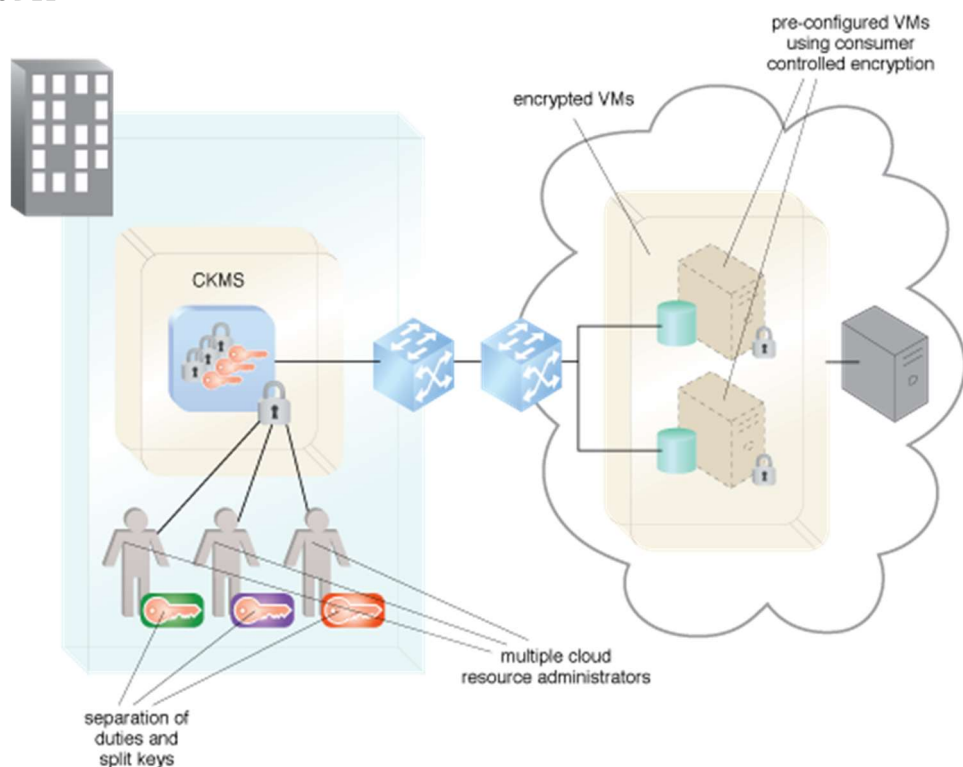 pre-configured VMs
using consumer
controlled encryption
encrypted VMs
CKMS
multiple cloud
resource administrators
separation of
duties and
split keys